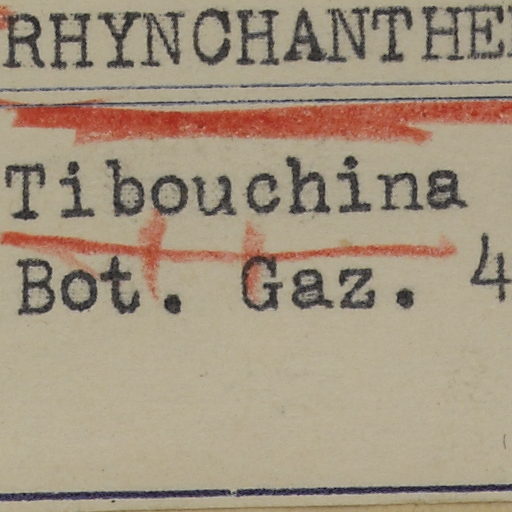 RHYNCHANTHE
Tibouchina
Bot. Gaz. 4